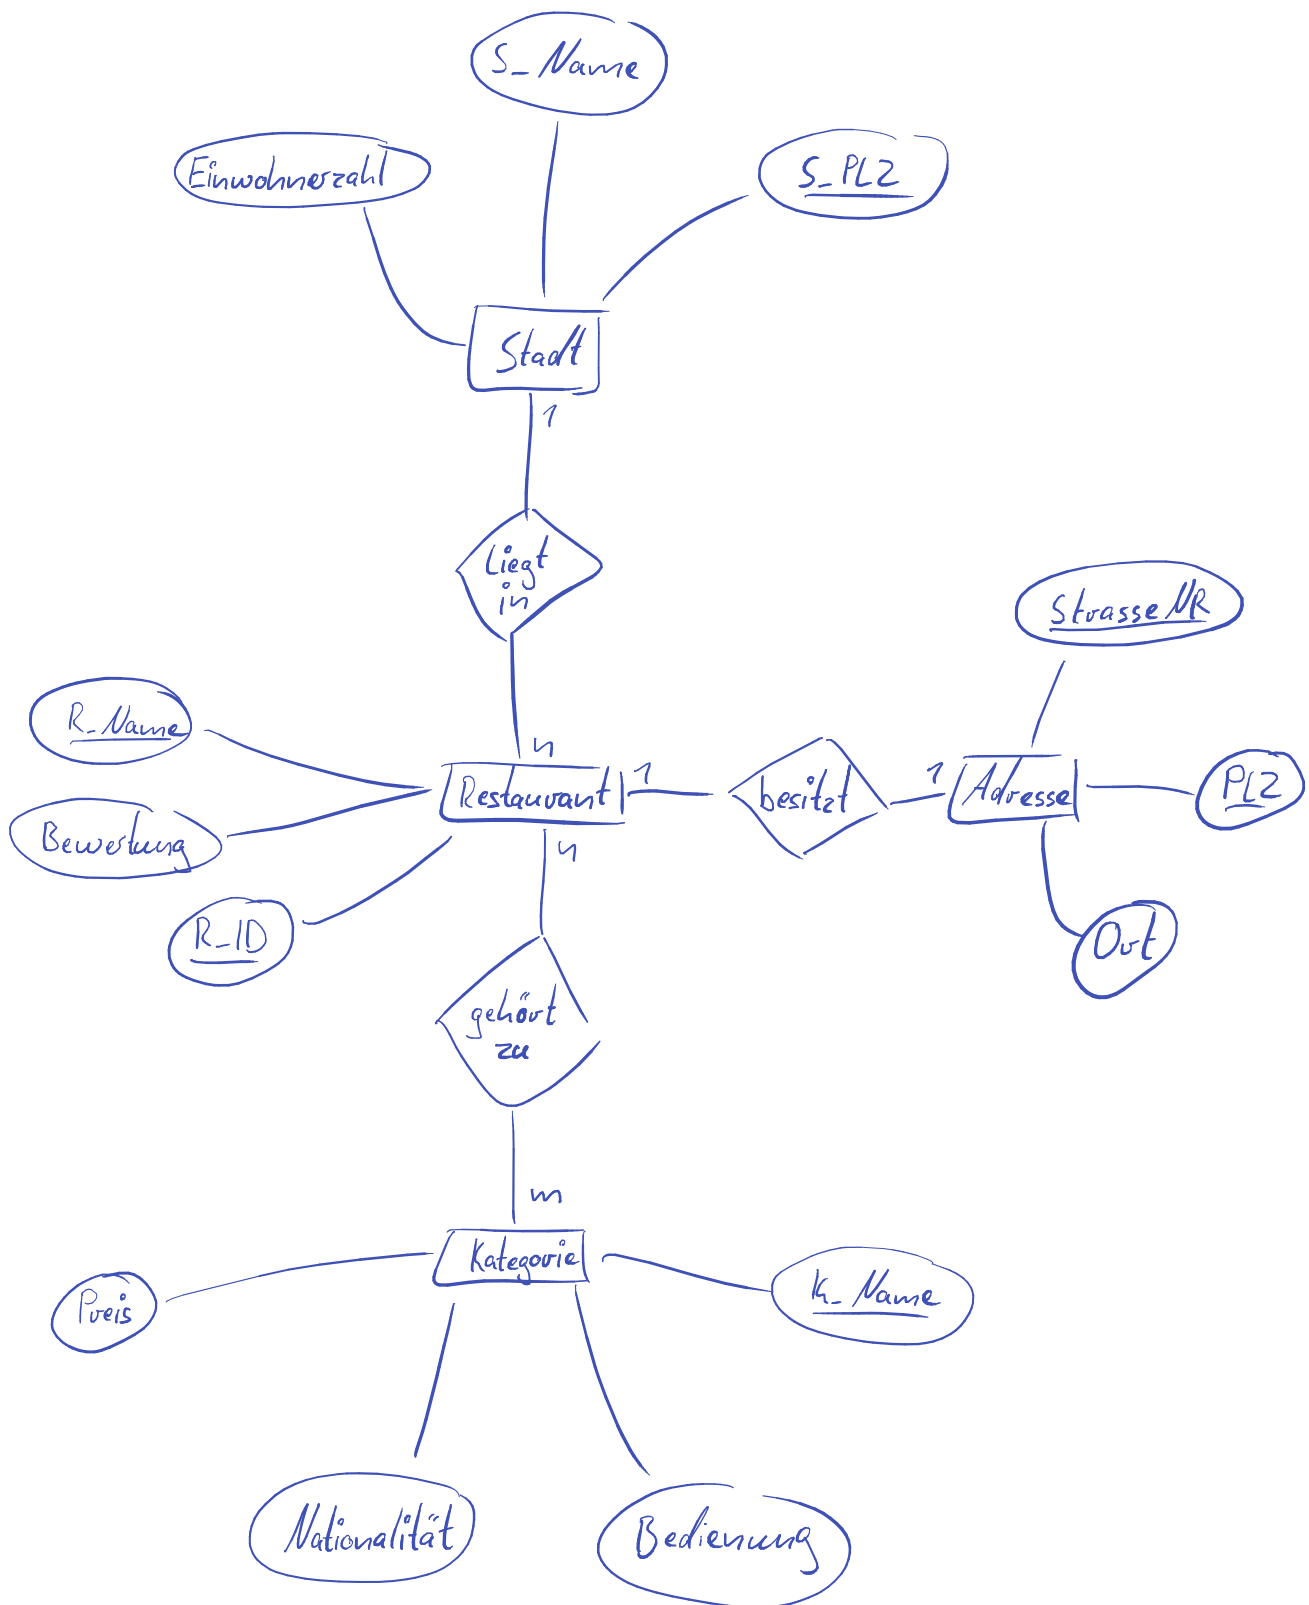 S_Name
Einwohnerzahl
S_PLZ
Stadt
1
Liegt
in
StrasseNR
R_Name
n
Restaurant
1
besitzt
1
Adresse
PLZ
Bewertung
n
R_ID
Ort
gehört
zu
m
Kategorie
K_Name
Preis
Nationalität
Bedienung